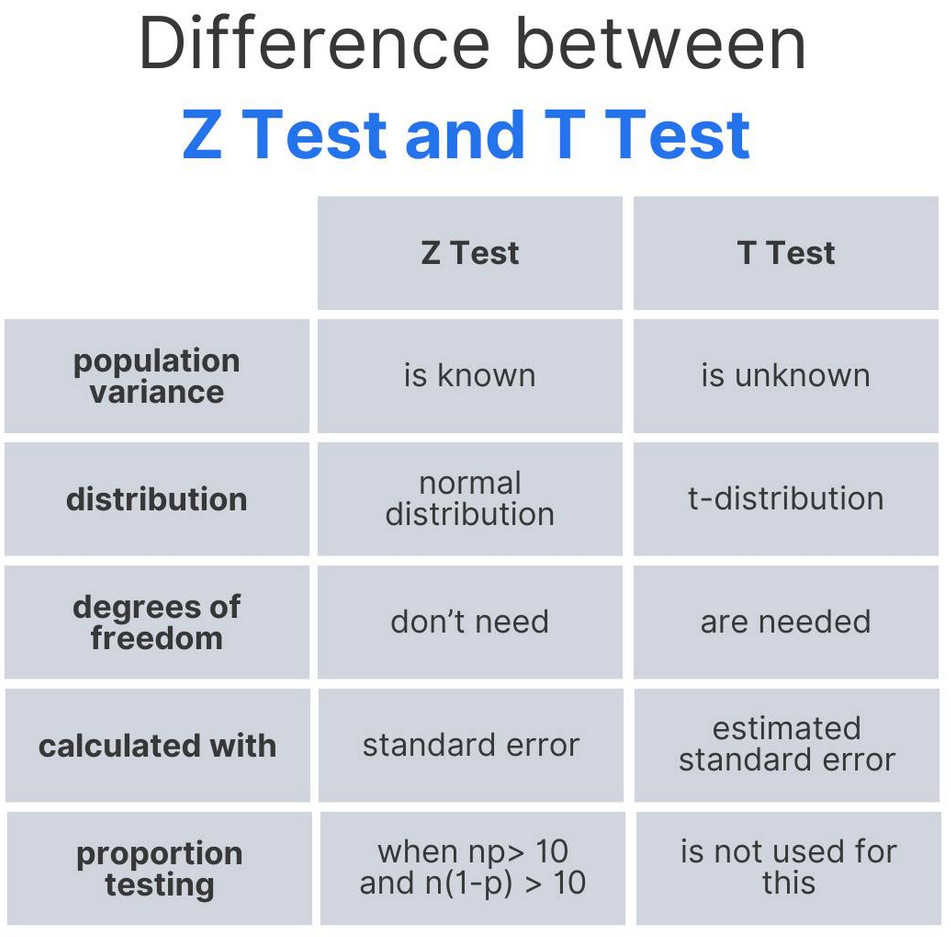 Difference between
Z Test and T Test
Z Test
T Test
population
variance
is known
is unknown
distribution
normal
distribution
t-distribution
degrees of
freedom
don’t need
are needed
calculated with
standard error
estimated
standard error
proportion
testing
when np> 10
and n(1-p) > 10
is not used for
this